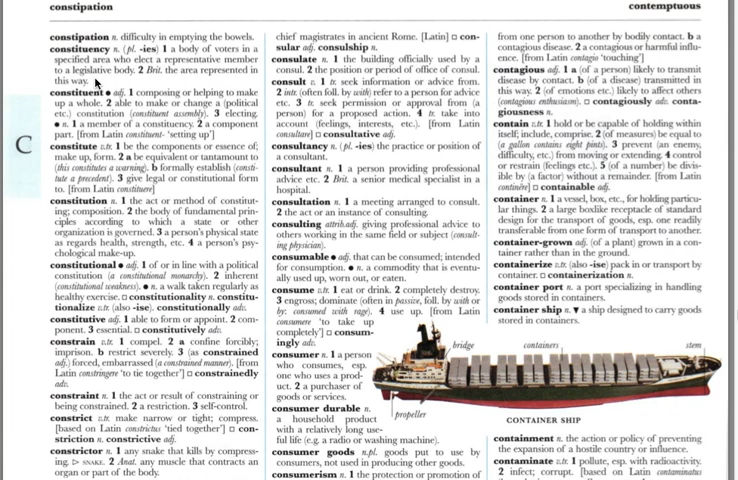 constipation
contemptuous
constipation n. difficulty in emptying the bowels.
constituency n. (pl. -ies) 1 a body of voters in a
specified area who elect a representative member
to a legislative body. 2 Brit. the area represented in
this way.
constituent ● adj. 1 composing or helping to make
up a whole. 2 able to make or change a (political
etc.) constitution (constituent assembly). 3 electing.
● n. 1 a member of a constituency. 2 a component
part. [from Latin constituent- 'setting up']
constitute v.tr. 1 be the components or essence of;
make up, form. 2 a be equivalent or tantamount to
(this constitutes a warning). b formally establish (consti-
tute a precedent). 3 give legal or constitutional form
to. [from Latin constituere]
constitution n. 1 the act or method of constitut-
ing; composition. 2 the body of fundamental prin-
ciples according to which a state or other
organization is governed. 3 a person's physical state
as regards health, strength, etc. 4 a person's psy-
chological make-up.
constitutional ● adj. 1 of or in line with a political
constitution (a constitutional monarchy). 2 inherent
(constitutional weakness). ● n. a walk taken regularly as
healthy exercise. □ constitutionality n. constitu-
tionalize v.tr. (also -ise). constitutionally adv.
constitutive adj. 1 able to form or appoint. 2 com-
ponent. 3 essential. □ constitutively adv.
constrain v.tr. 1 compel. 2 a confine forcibly;
imprison. b restrict severely. 3 (as constrained
adj.) forced, embarrassed (a constrained manner). [from
Latin constringere 'to tie together'] □ constrainedly
adv.
constraint n. 1 the act or result of constraining or
being constrained. 2 a restriction. 3 self-control.
constrict v.tr. make narrow or tight; compress.
[based on Latin constrictus 'tied together'] □ con-
striction n. constrictive adj.
constrictor n. 1 any snake that kills by compress-
ing. ▷ SNAKE. 2 Anat. any muscle that contracts an
organ or part of the body.
C
chief magistrates in ancient Rome. [Latin] □ con-
sular adj. consulship n.
consulate n. 1 the building officially used by a
consul. 2 the position or period of office of consul.
consult v. 1 tr. seek information or advice from.
2 intr. (often foll. by with) refer to a person for advice
etc. 3 tr. seek permission or approval from (a
person) for a proposed action. 4 tr. take into
account (feelings, interests, etc.). [from Latin
consultare] □ consultative adj.
consultancy n. (pl. -ies) the practice or position of
a consultant.
consultant n. 1 a person providing professional
advice etc. 2 Brit. a senior medical specialist in a
hospital.
consultation n. 1 a meeting arranged to consult.
2 the act or an instance of consulting.
consulting attrib.adj. giving professional advice to
others working in the same field or subject (consult-
ing physician).
consumable ● adj. that can be consumed; intended
for consumption. ● n. a commodity that is eventu-
ally used up, worn out, or eaten.
consume v.tr. 1 eat or drink. 2 completely destroy.
3 engross; dominate (often in passive, foll. by with or
by: consumed with rage). 4 use up. [from Latin
consumere 'to take up
completely'] □ consum-
ingly adv.
consumer n. 1 a person
who consumes, esp.
one who uses a prod-
uct. 2 a purchaser of
goods or services.
consumer durable n.
a household product
with a relatively long use-
ful life (e.g. a radio or washing machine).
consumer goods n.pl. goods put to use by
consumers, not used in producing other goods.
consumerism n. 1 the protection or promotion of
from one person to another by bodily contact. b a
contagious disease. 2 a contagious or harmful influ-
ence. [from Latin contagio 'touching']
contagious adj. 1 a (of a person) likely to transmit
disease by contact. b (of a disease) transmitted in
this way. 2 (of emotions etc.) likely to affect others
(contagious enthusiasm). □ contagiously adv. conta-
giousness n.
contain v.tr. 1 hold or be capable of holding within
itself; include, comprise. 2 (of measures) be equal to
(a gallon contains eight pints). 3 prevent (an enemy,
difficulty, etc.) from moving or extending. 4 control
or restrain (feelings etc.). 5 (of a number) be divis-
ible by (a factor) without a remainder. [from Latin
continēre] □ containable adj.
container n. 1 a vessel, box, etc., for holding particu-
lar things. 2 a large boxlike receptacle of standard
design for the transport of goods, esp. one readily
transferable from one form of transport to another.
container-grown adj. (of a plant) grown in a con-
tainer rather than in the ground.
containerize v.tr. (also -ise) pack in or transport by
container. □ containerization n.
container port n. a port specializing in handling
goods stored in containers.
container ship n. ▼ a ship designed to carry goods
stored in containers.
bridge
containers
stem
propeller
CONTAINER SHIP
containment n. the action or policy of preventing
the expansion of a hostile country or influence.
contaminate v.tr. 1 pollute, esp. with radioactivity.
2 infect; corrupt. [based on Latin contaminatus